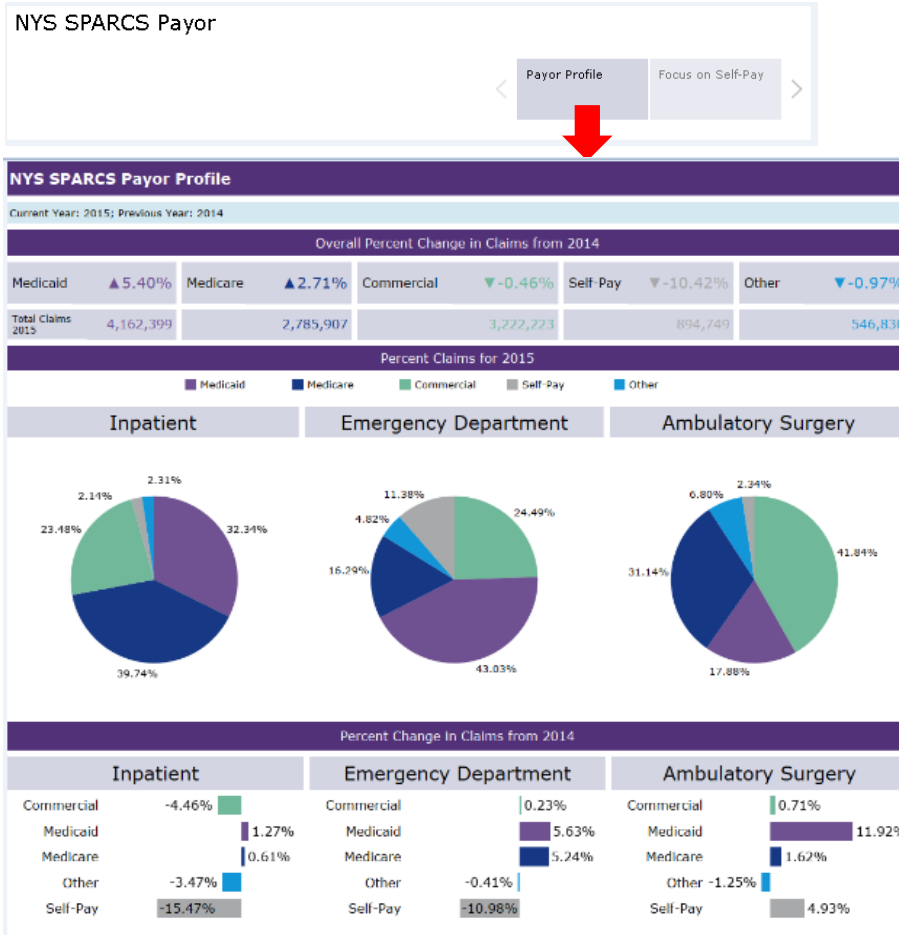 NYS SPARCS Payor
Payor Profile Focus on Self-Pay
NYS SPARCS Payor Profile
Current Year: 2015; Previous Year: 2014
Overall Percent Change in Claims from 2014
Medicaid ▲5.40% Medicare ▲2.71% Commercial ▼-0.46% Self-Pay ▼-10.42% Other ▼-0.97%
Total Claims
2015
4,162,399 2,785,907 3,222,223 894,749
Percent Claims for 2015
Medicaid Medicare Commercial Self-Pay Other
Inpatient Emergency Department Ambulatory Surgery
2.31%
2.14%
23.48%
32.34%
39.74%
11.38%
4.82%
24.49%
16.29%
43.03%
2.34%
6.80%
41.84%
31.14%
17.88%
Percent Change in Claims from 2014
Inpatient Emergency Department Ambulatory Surgery
Commercial -4.46% Commercial 0.23% Commercial 0.71%
Medicaid 1.27% Medicaid 5.63% Medicaid 11.92%
Medicare 0.61% Medicare 5.24% Medicare 1.62%
Other -3.47% Other -0.41% Other -1.25%
Self-Pay -15.47% Self-Pay -10.98% Self-Pay 4.93%